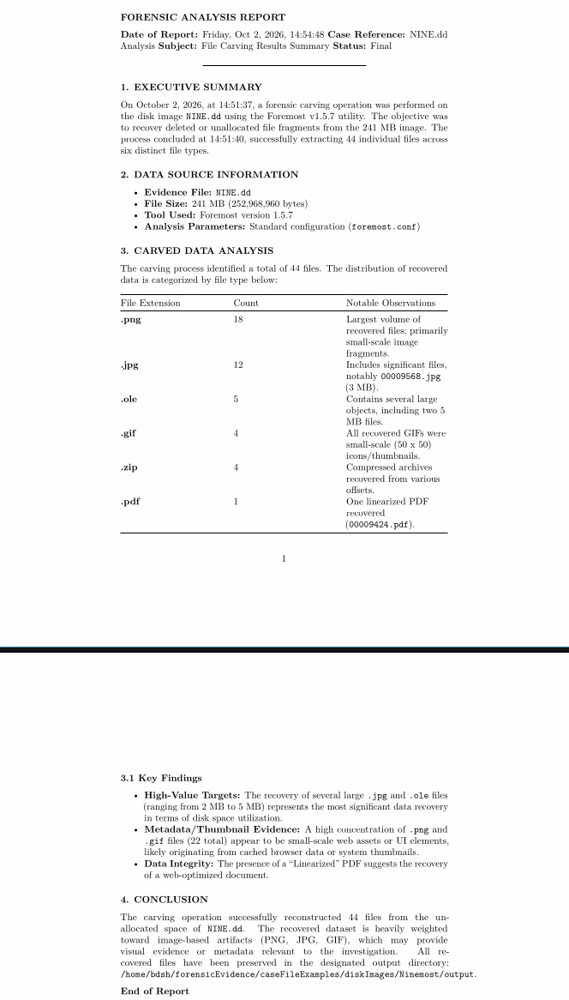 FORENSIC ANALYSIS REPORT
Date of Report: Friday, Oct 2, 2026, 14:54:48 Case Reference: NINE.dd
Analysis Subject: File Carving Results Summary Status: Final
1. EXECUTIVE SUMMARY
On October 2, 2026, at 14:51:37, a forensic carving operation was performed on
the disk image NINE.dd using the Foremost v1.5.7 utility. The objective was
to recover deleted or unallocated file fragments from the 241 MB image. The
process concluded at 14:51:40, successfully extracting 44 individual files across
six distinct file types.
2. DATA SOURCE INFORMATION
• Evidence File: NINE.dd
• File Size: 241 MB (252,968,960 bytes)
• Tool Used: Foremost version 1.5.7
• Analysis Parameters: Standard configuration (foremost.conf)
3. CARVED DATA ANALYSIS
The carving process identified a total of 44 files. The distribution of recovered
data is categorized by file type below:
File Extension Count Notable Observations
.png 18 Largest volume of
recovered files; primarily
small-scale image
fragments.
.jpg 12 Includes significant files,
notably 00009568.jpg
(3 MB).
.ole 5 Contains several large
objects, including two 5
MB files.
.gif 4 All recovered GIFs were
small-scale (50 x 50)
icons/thumbnails.
.zip 4 Compressed archives
recovered from various
offsets.
.pdf 1 One linearized PDF
recovered
(00009424.pdf).
1
3.1 Key Findings
• High-Value Targets: The recovery of several large .jpg and .ole files
(ranging from 2 MB to 5 MB) represents the most significant data recovery
in terms of disk space utilization.
• Metadata/Thumbnail Evidence: A high concentration of .png and
.gif files (22 total) appear to be small-scale web assets or UI elements,
likely originating from cached browser data or system thumbnails.
• Data Integrity: The presence of a “Linearized” PDF suggests the recovery
of a web-optimized document.
4. CONCLUSION
The carving operation successfully reconstructed 44 files from the un-
allocated space of NINE.dd. The recovered dataset is heavily weighted
toward image-based artifacts (PNG, JPG, GIF), which may provide
visual evidence or metadata relevant to the investigation. All re-
covered files have been preserved in the designated output directory:
/home/bdsh/forensicEvidence/caseFileExamples/diskImages/Ninemost/output.
End of Report